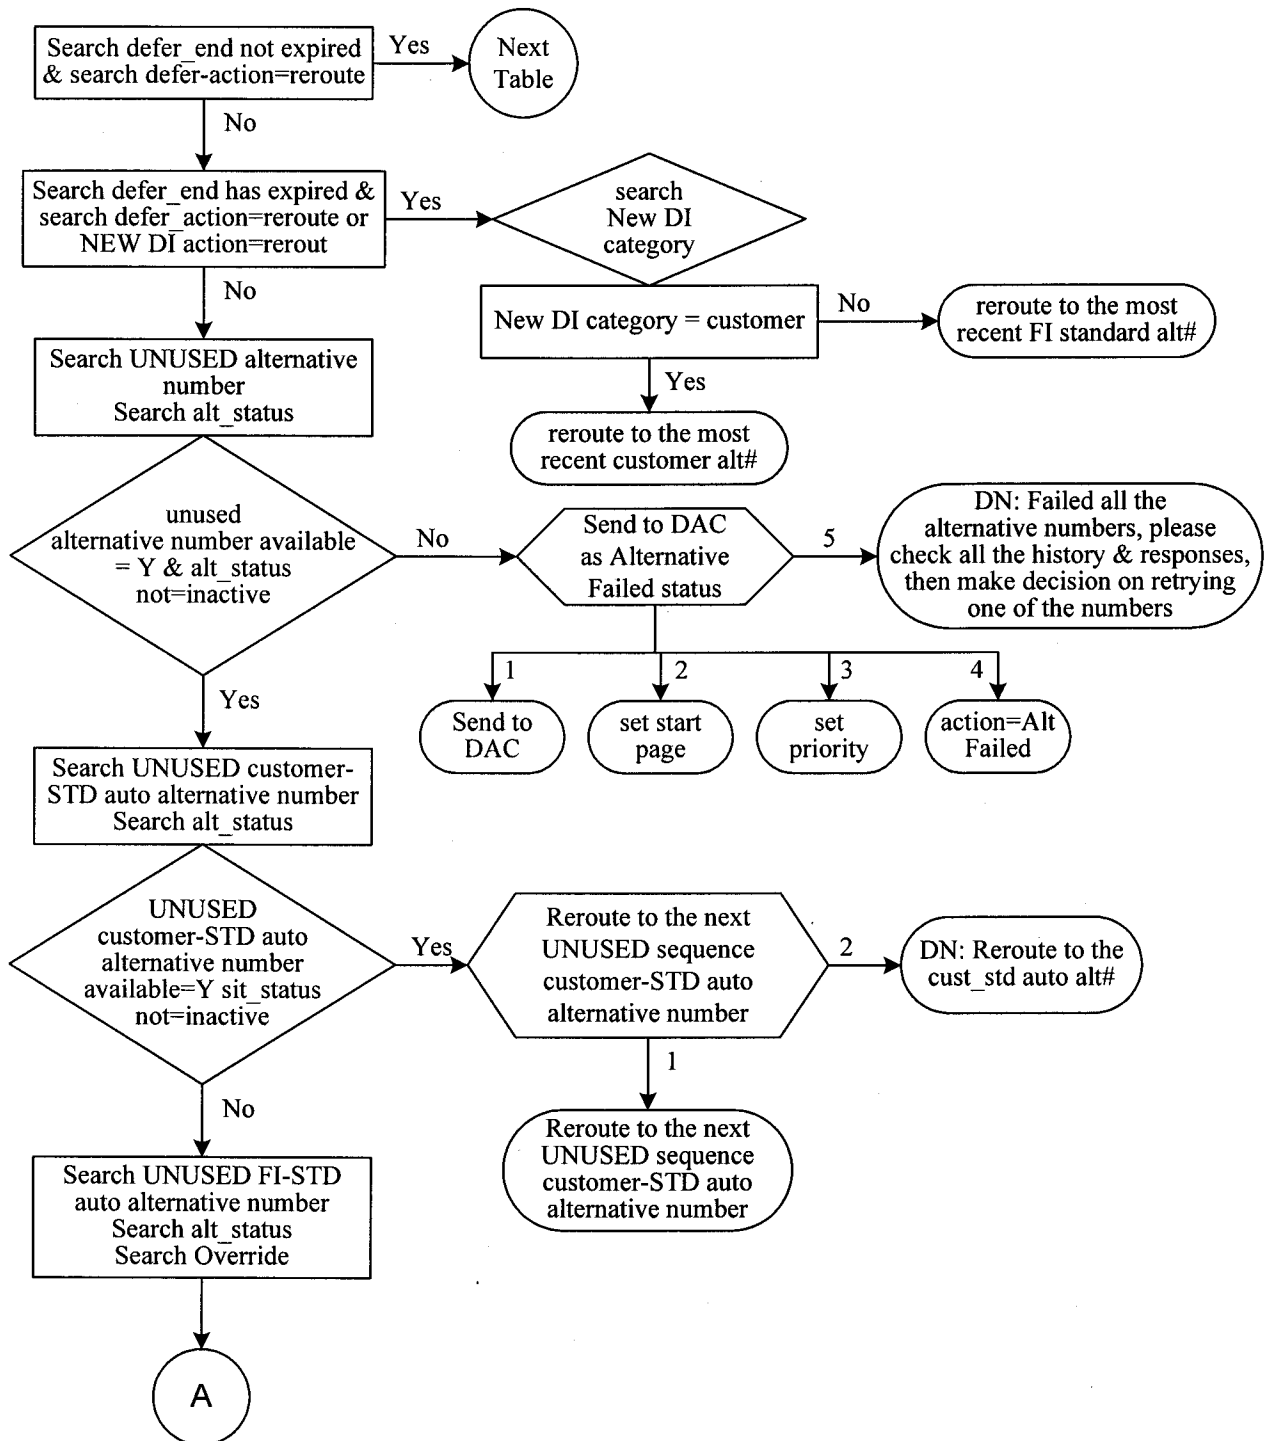 Search defer_end not expired
& search defer-action=reroute
Yes
Next
Table
No
Search defer_end has expired &
search defer_action=reroute or
NEW DI action=rerout
Yes
search
New DI
category
No
New DI category = customer
No
reroute to the most
recent FI standard alt#
Yes
reroute to the most
recent customer alt#
Search UNUSED alternative
number
Search alt_status
unused
alternative number available
= Y & alt_status
not=inactive
No
Send to DAC
as Alternative
Failed status
5
DN: Failed all the
alternative numbers, please
check all the history & responses,
then make decision on retrying
one of the numbers
1
2
3
4
Send to
DAC
set start
page
set
priority
action=Alt
Failed
Yes
Search UNUSED customer-
STD auto alternative number
Search alt_status
UNUSED
customer-STD auto
alternative number
available=Y sit_status
not=inactive
Yes
Reroute to the next
UNUSED sequence
customer-STD auto
alternative number
2
DN: Reroute to the
cust_std auto alt#
1
Reroute to the next
UNUSED sequence
customer-STD auto
alternative number
No
Search UNUSED FI-STD
auto alternative number
Search alt_status
Search Override
A